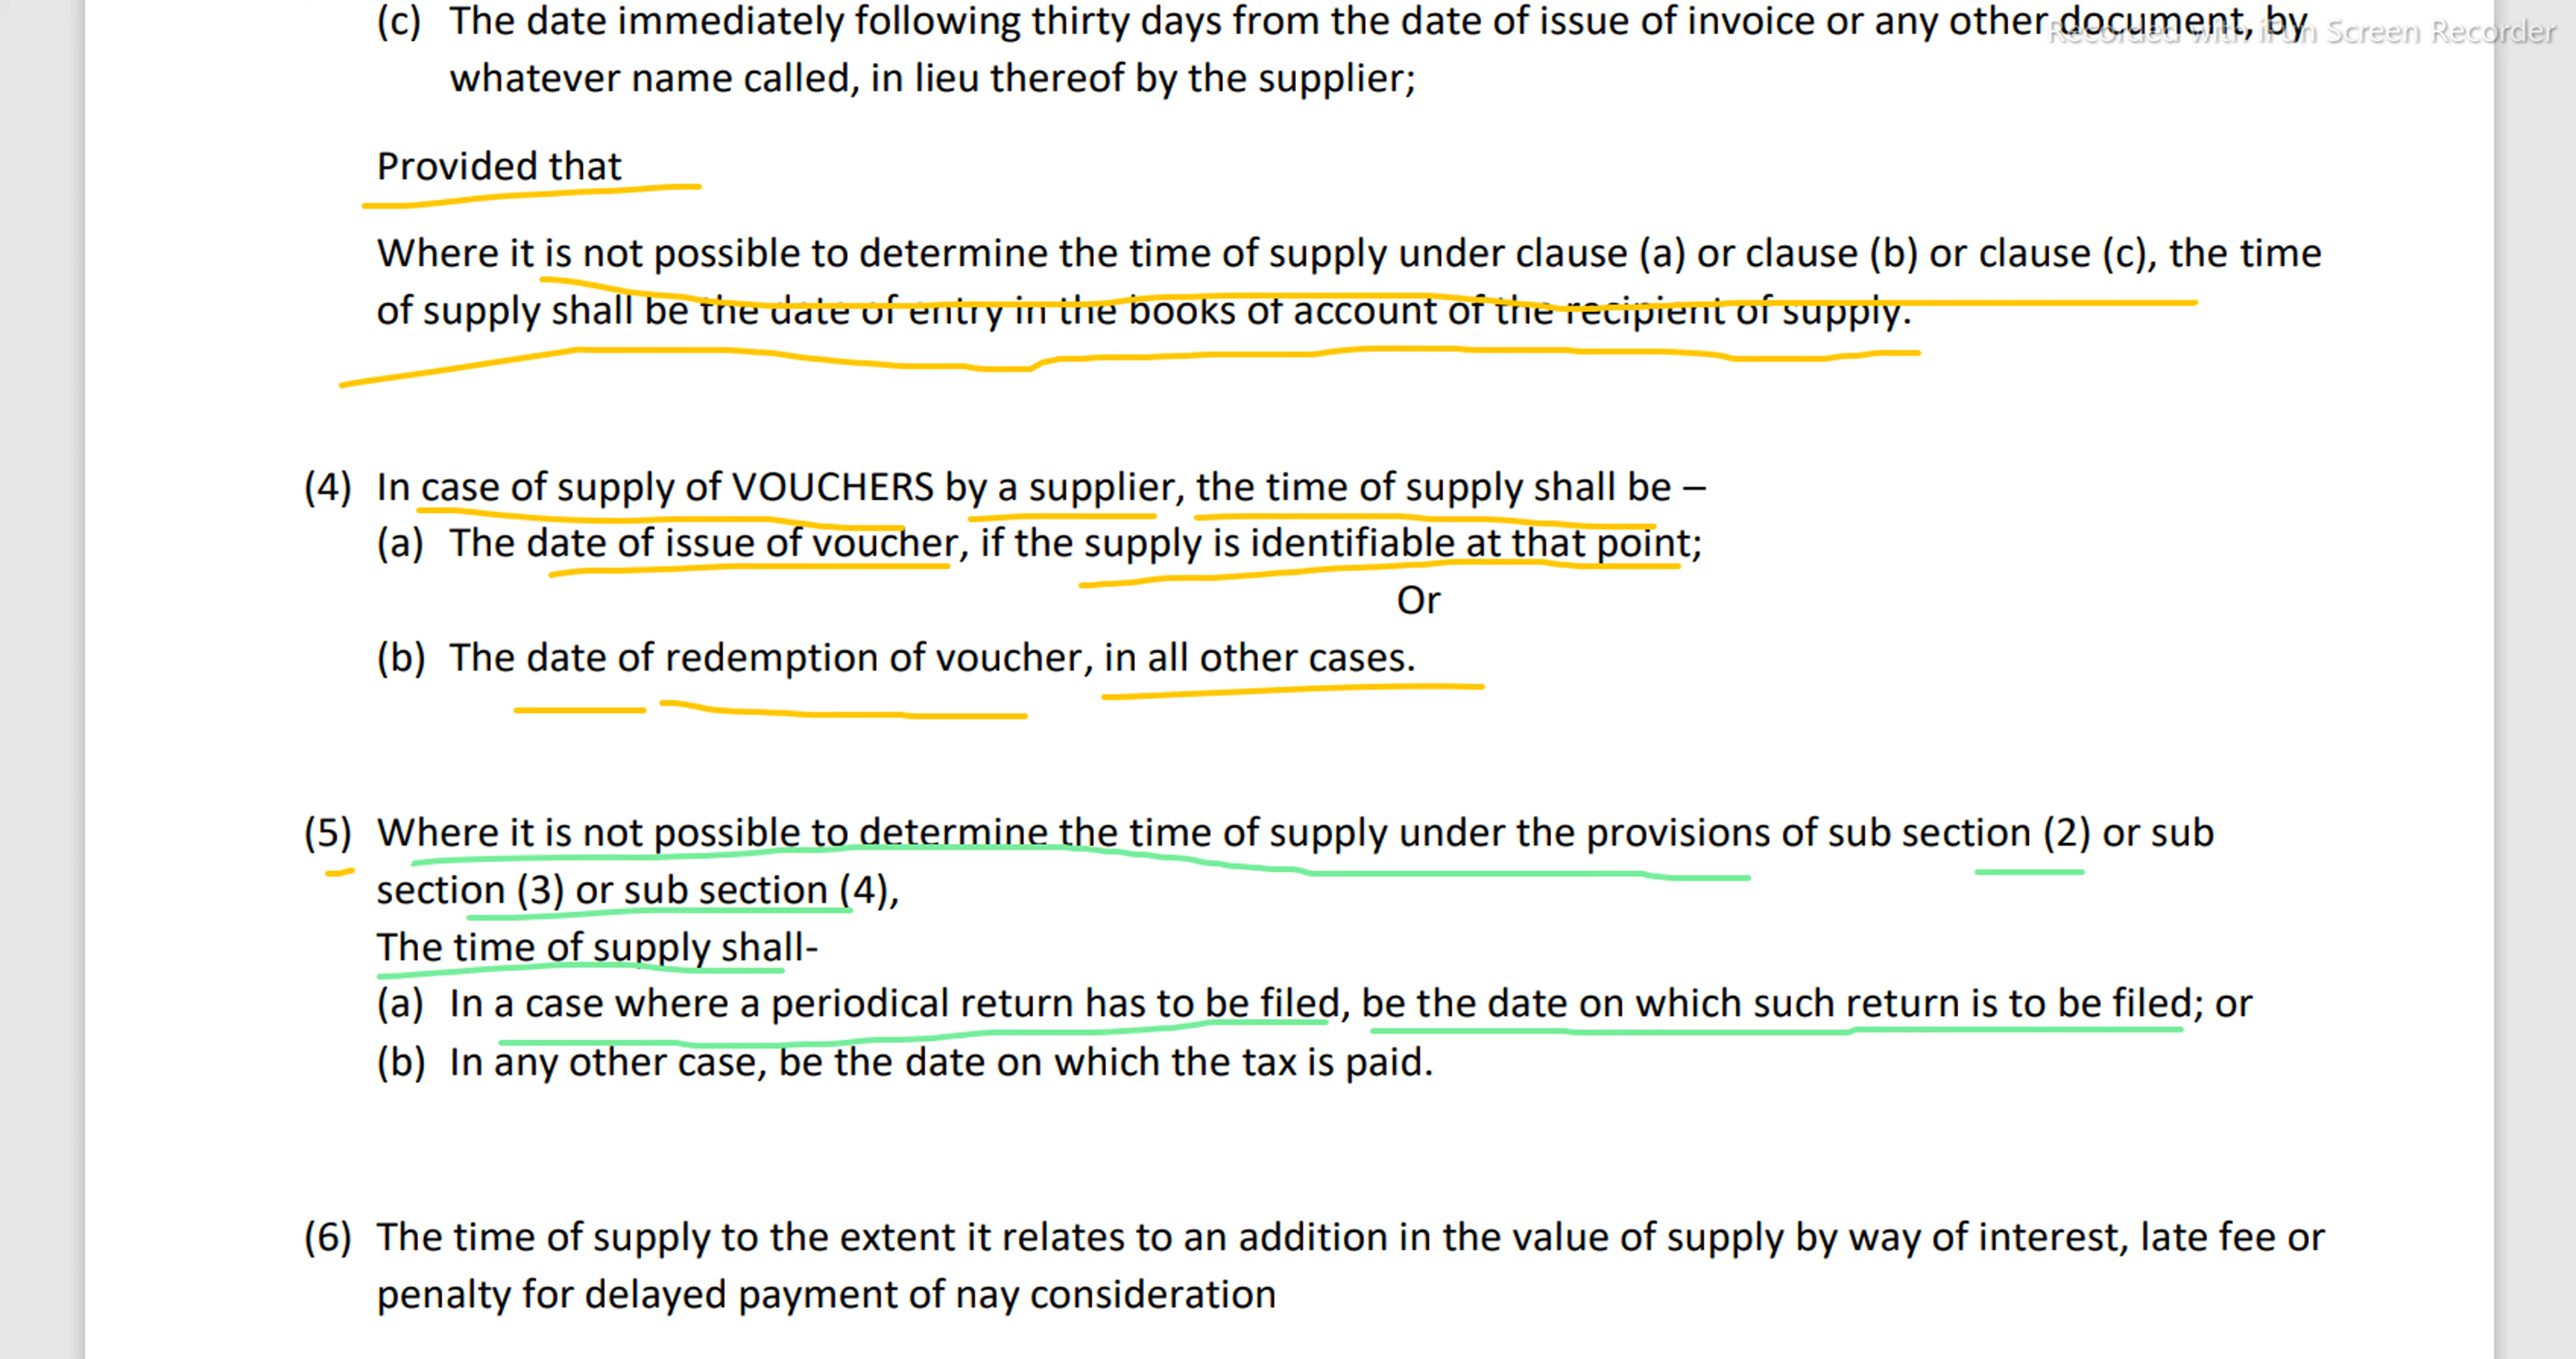 (c) The date immediately following thirty days from the date of issue of invoice or any other document, by
Recorded with iFun Screen Recorder
whatever name called, in lieu thereof by the supplier;
Provided that
Where it is not possible to determine the time of supply under clause (a) or clause (b) or clause (c), the time
of supply shall be the date of entry in the books of account of the recipient of supply.
(4) In case of supply of VOUCHERS by a supplier, the time of supply shall be –
(a) The date of issue of voucher, if the supply is identifiable at that point;
Or
(b) The date of redemption of voucher, in all other cases.
(5) Where it is not possible to determine the time of supply under the provisions of sub section (2) or sub
section (3) or sub section (4),
The time of supply shall-
(a) In a case where a periodical return has to be filed, be the date on which such return is to be filed; or
(b) In any other case, be the date on which the tax is paid.
(6) The time of supply to the extent it relates to an addition in the value of supply by way of interest, late fee or
penalty for delayed payment of nay consideration